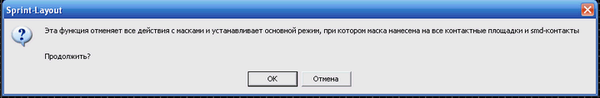 Sprint-Layout
Эта функция отменяет все действия с масками и устанавливает основной режим, при котором маска нанесена на все контактные площадки и smd-контакты
Продолжить?
OK
Отмена